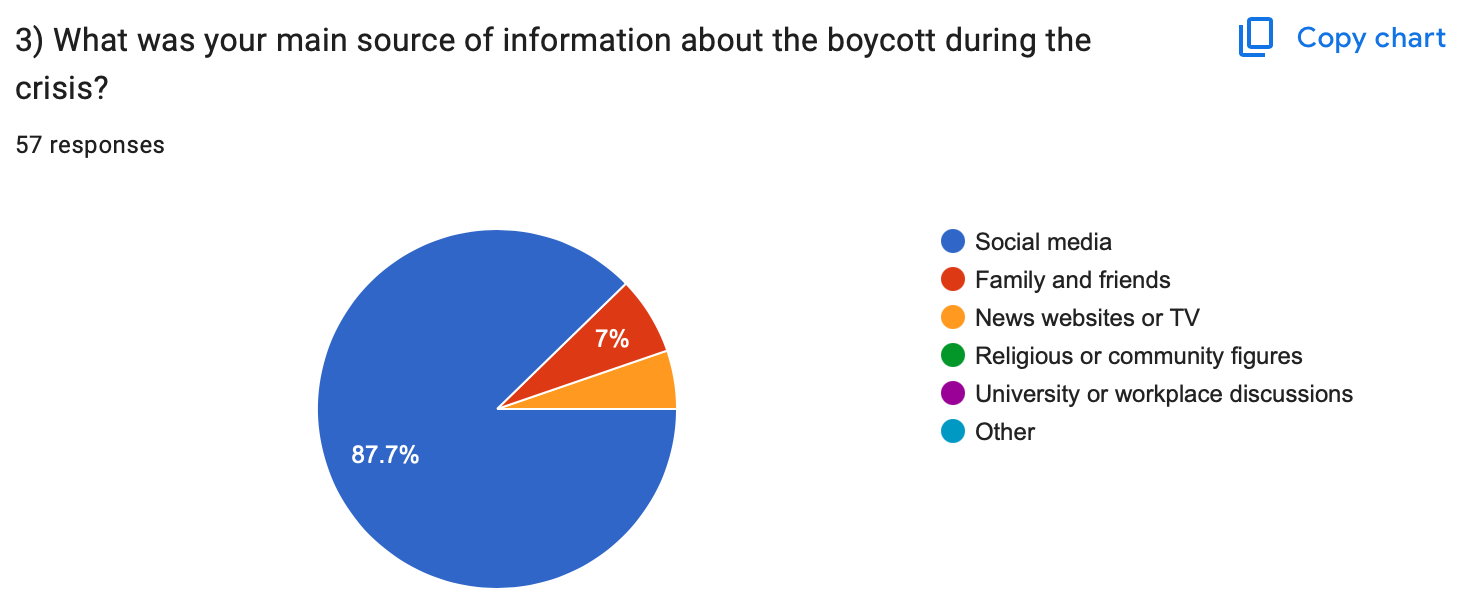 3) What was your main source of information about the boycott during the
crisis?
Copy chart
57 responses
7%
87.7%
Social media
Family and friends
News websites or TV
Religious or community figures
University or workplace discussions
Other